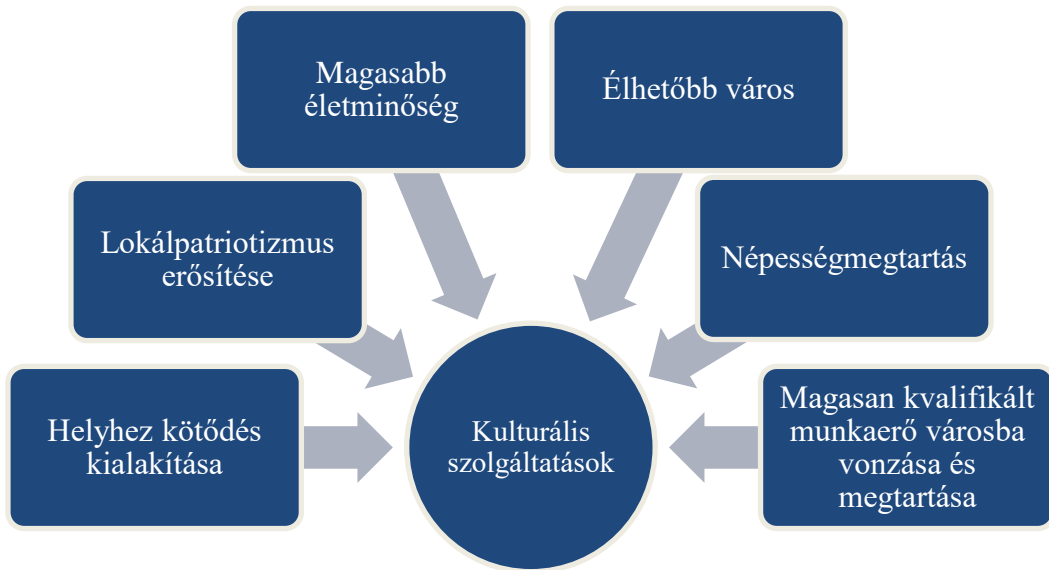 Magasabb
életminőség
Élhetőbb város
Lokálpatriotizmus
erősítése
Népességmegtartás
Helyhez kötődés
kialakítása
Kulturális
szolgáltatások
Magasan kvalifikált
munkaerő városba
vonzása és
megtartása